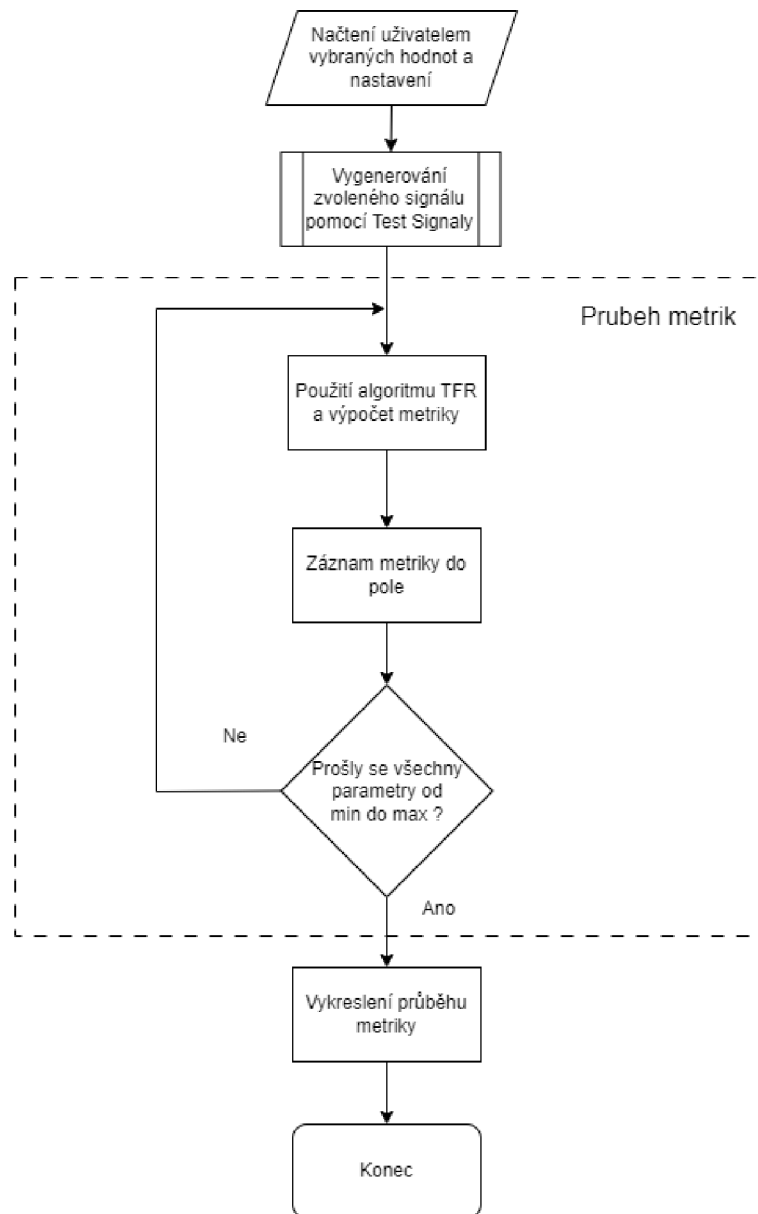 Načtení uživatelem
vybraných hodnot a
nastavení
Vygenerování
zvoleného signálu
pomocí Test Signaly
Prubeh metrik
Použití algoritmu TFR
a výpočet metriky
Záznam metriky do
pole
Ne
Prošly se všechny
parametry od
min do max ?
Ano
Vykreslení průběhu
metriky
Konec